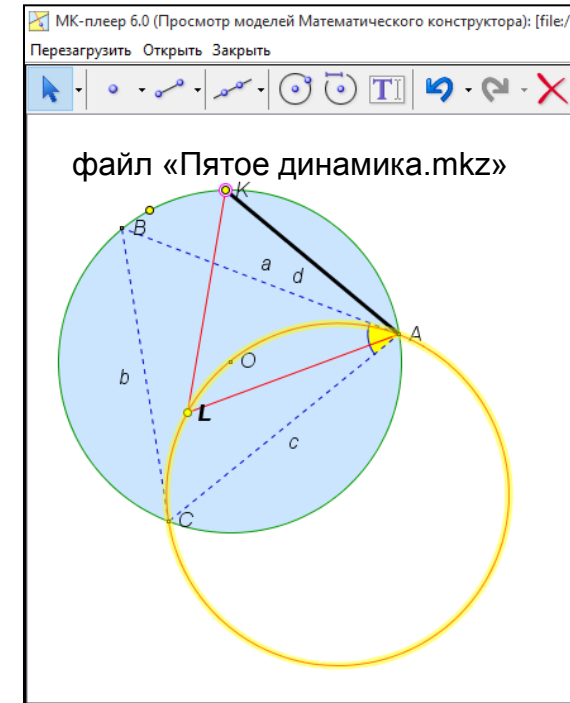 МК-плеер 6.0 (Просмотр моделей Математического конструктора): [file:/
Перезагрузить Открыть Закрыть
T
файл «Пятое динамика.mkz»
K
B
a
d
A
O
b
L
c
C